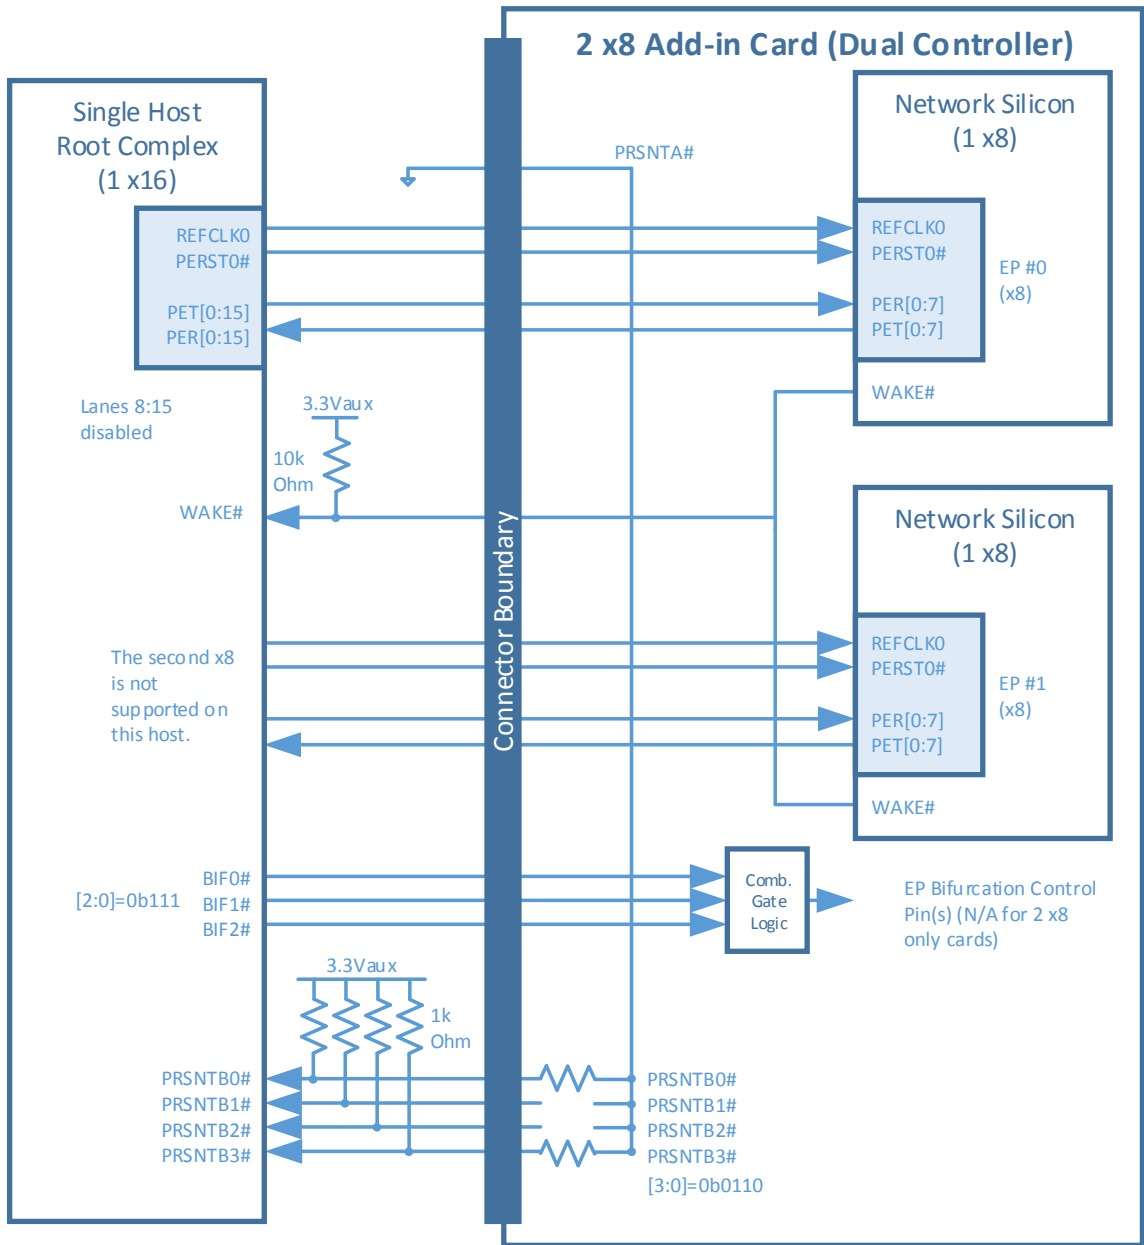 2 x8 Add-in Card (Dual Controller)
Single Host
Root Complex
(1 x16)
REFCLK0
PERST0#
PET[0:15]
PER[0:15]
Lanes 8:15
disabled
3.3Vaux
10k
Ohm
WAKE#
The second x8
is not
supported on
this host.
BIF0#
[2:0]=0b111
BIF1#
BIF2#
3.3Vaux
1k
Ohm
PRSNTB0#
PRSNTB1#
PRSNTB2#
PRSNTB3#
Connector Boundary
PRSNTA#
Network Silicon
(1 x8)
REFCLK0
PERST0#
PER[0:7]
PET[0:7]
EP #0
(x8)
WAKE#
Network Silicon
(1 x8)
REFCLK0
PERST0#
PER[0:7]
PET[0:7]
EP #1
(x8)
WAKE#
Comb.
Gate
Logic
EP Bifurcation Control
Pin(s) (N/A for 2 x8
only cards)
PRSNTB0#
PRSNTB1#
PRSNTB2#
PRSNTB3#
[3:0]=0b0110